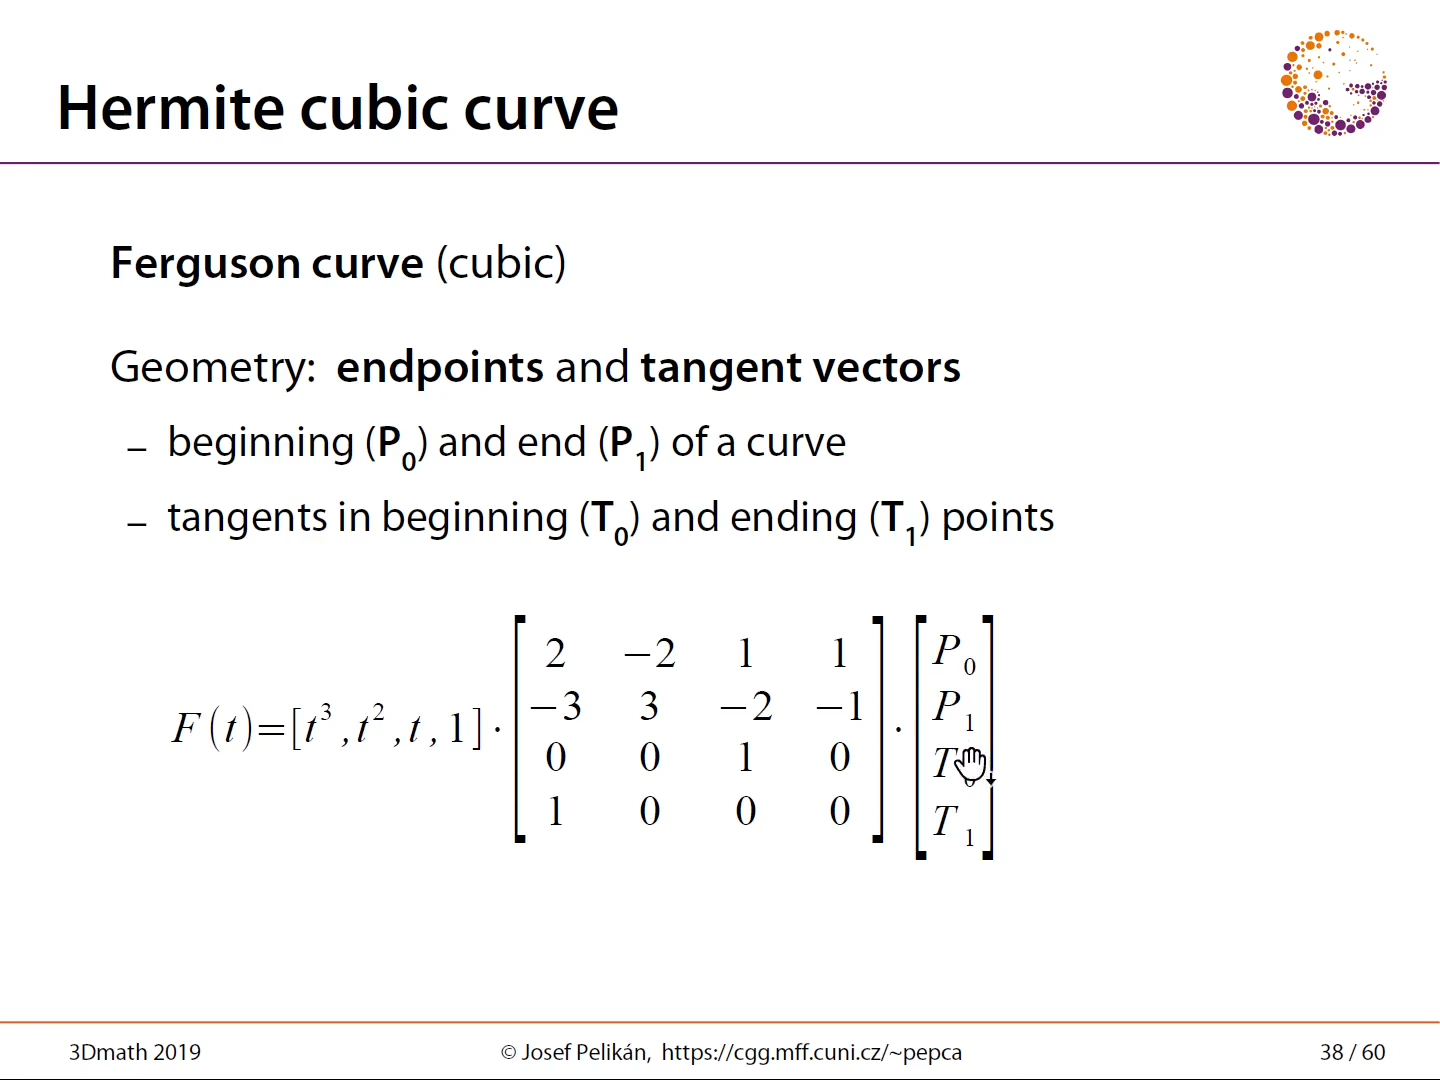 Hermite cubic curve
Ferguson curve (cubic)
Geometry: endpoints and tangent vectors
– beginning (P₀) and end (P₁) of a curve
– tangents in beginning (T₀) and ending (T₁) points
F(t)=[t³,t²,t,1]·[2 −2 1 1; −3 3 −2 −1; 0 0 1 0; 1 0 0 0]·[P₀; P₁; T₀; T₁]
3Dmath 2019
© Josef Pelikán, https://cgg.mff.cuni.cz/~pepca
38 / 60